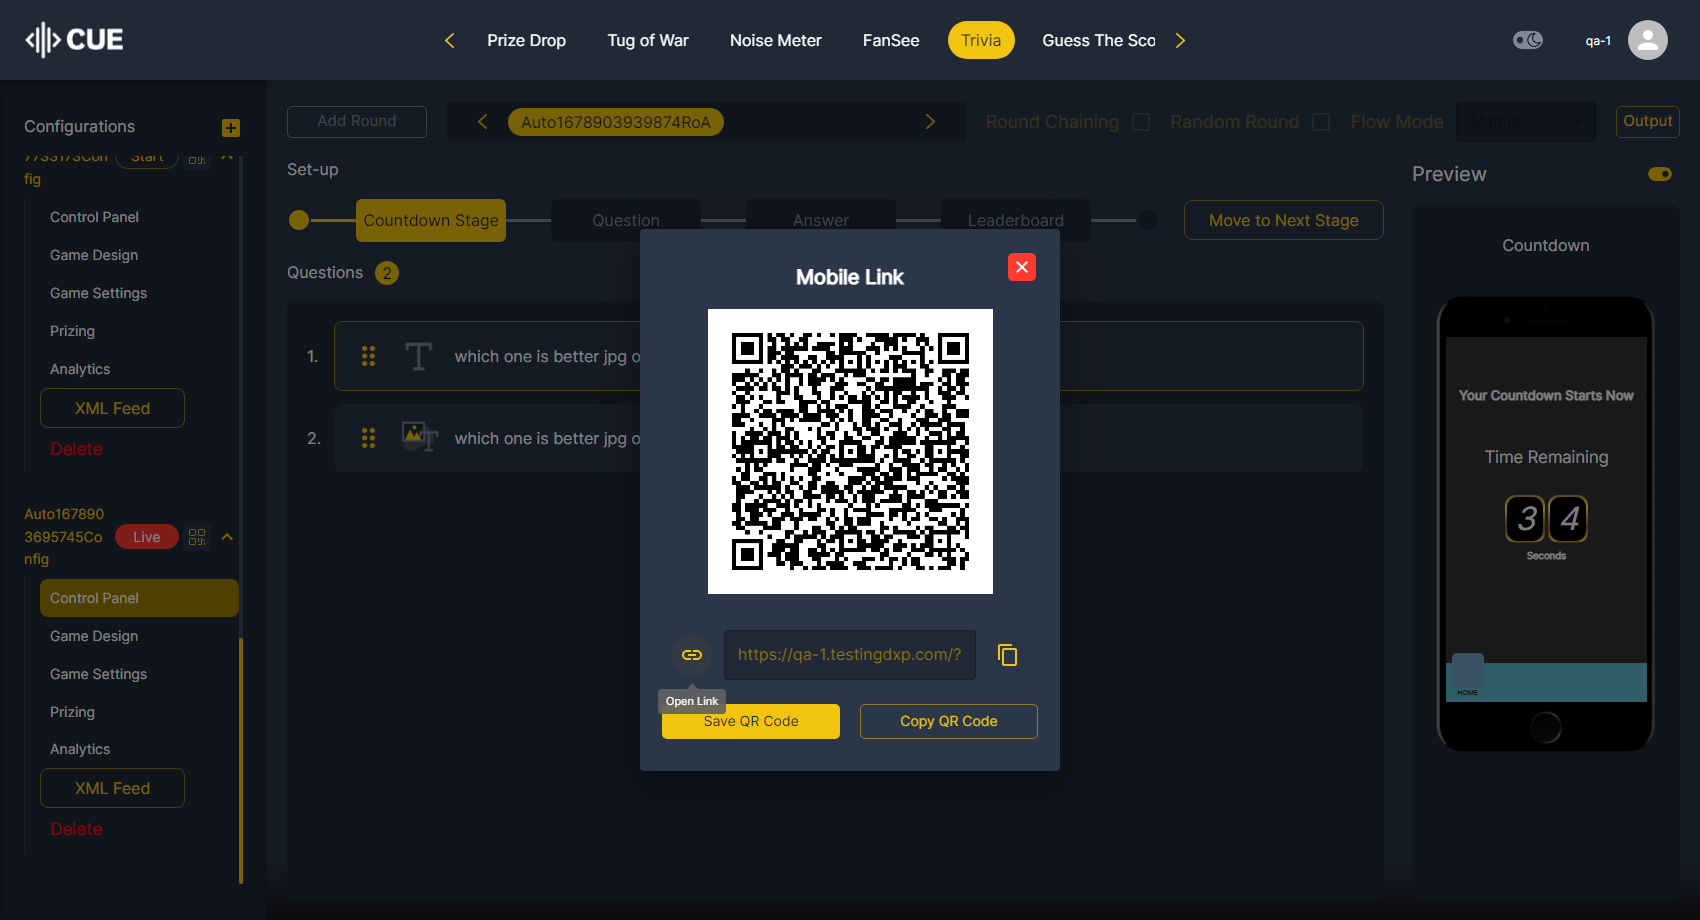 CUE
Prize Drop
Tug of War
Noise Meter
FanSee
Trivia
Guess The Sco
qa-1
Configurations
Add Round
Auto1678903939874RoA
Round Chaining
Random Round
Flow Mode
Manual
Output
Start
fig
Control Panel
Game Design
Game Settings
Prizing
Analytics
XML Feed
Delete
Auto167890
3695745Co
nfig
Live
Control Panel
Game Design
Game Settings
Prizing
Analytics
XML Feed
Delete
Set-up
Countdown Stage
Question
Answer
Leaderboard
Move to Next Stage
Questions 2
1. which one is better jpg o
2. which one is better jpg o
Mobile Link
https://qa-1.testingdxp.com/?
Open Link
Save QR Code
Copy QR Code
Preview
Countdown
Your Countdown Starts Now
Time Remaining
3 4
Seconds
HOME